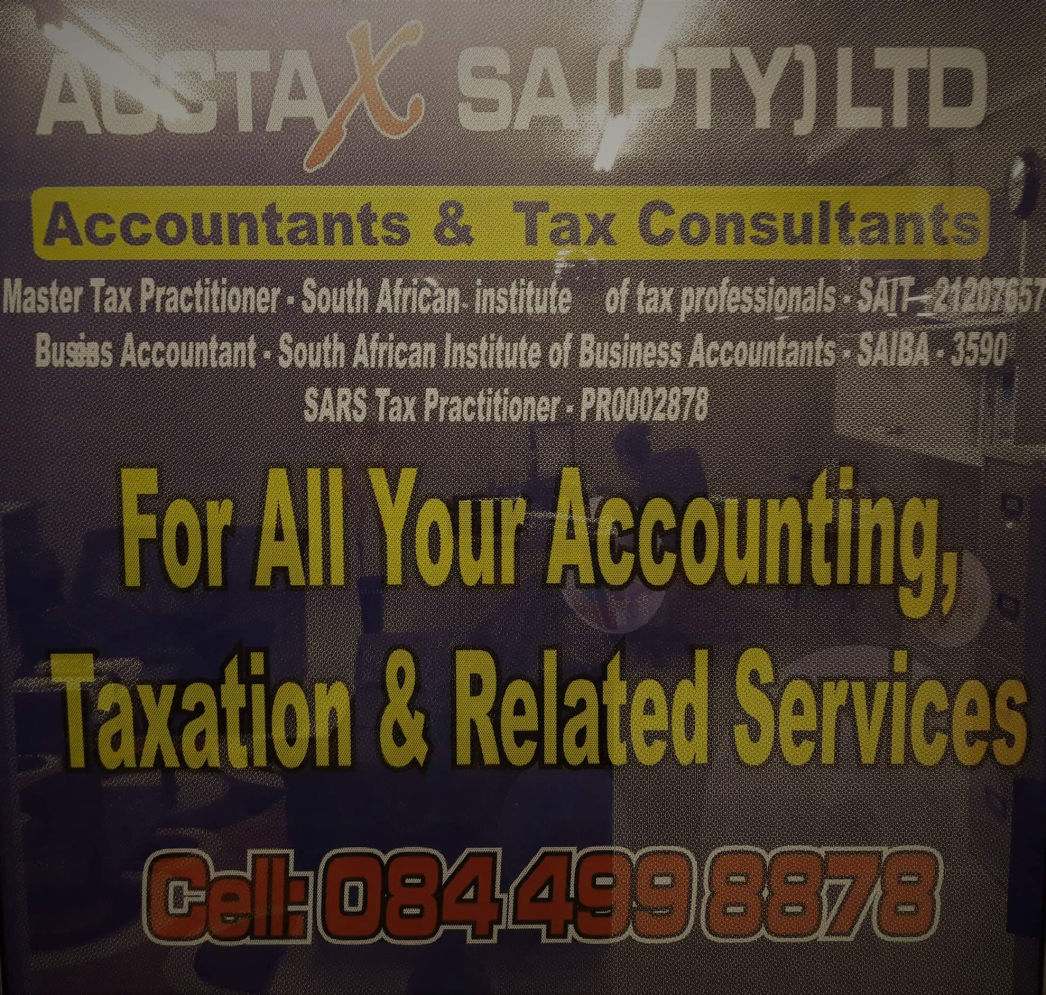 ACCTAX SA (PTY) LTD
Accountants & Tax Consultants
Master Tax Practitioner - South African institute of tax professionals - SAIT - 21207657
Busins Accountant - South African Institute of Business Accountants - SAIBA - 3590
SARS Tax Practitioner - PR0002878
For All Your Accounting,
Taxation & Related Services
Cell: 084 499 8878